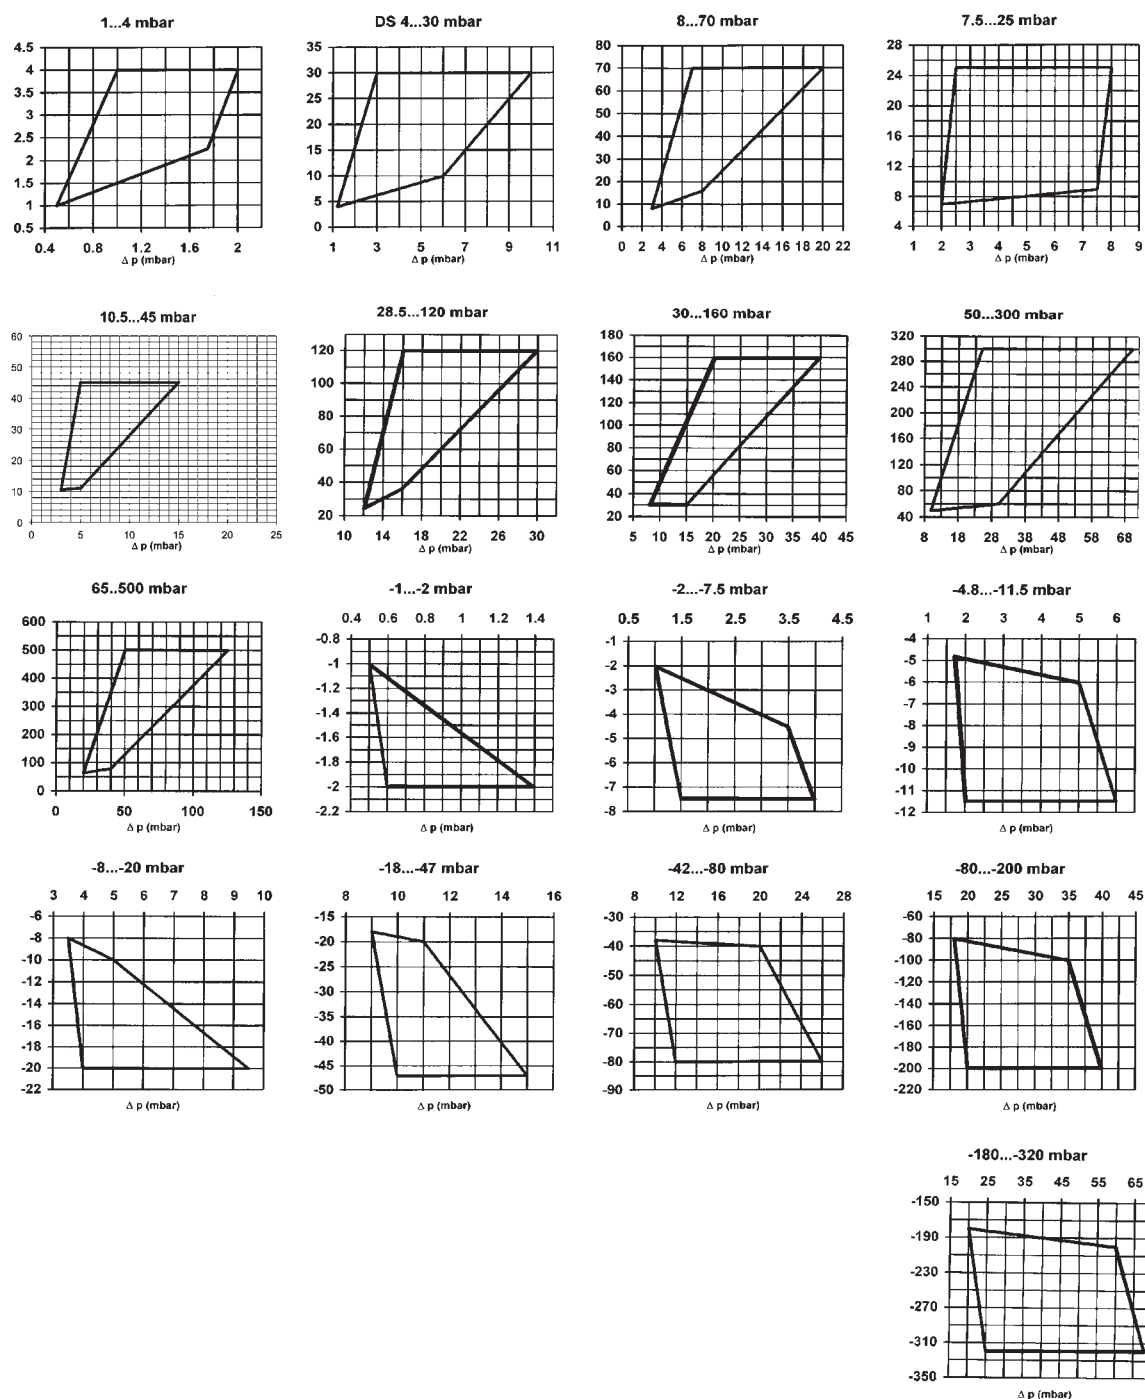 1...4 mbar
4.5
4
3.5
3
2.5
2
1.5
1
0.5
0.4 0.8 1.2 1.6 2
Δ p (mbar)
DS 4...30 mbar
35
30
25
20
15
10
5
0
1 3 5 7 9 11
Δ p (mbar)
8...70 mbar
80
70
60
50
40
30
20
10
0
0 2 4 6 8 10 12 14 16 18 20 22
Δ p (mbar)
7.5...25 mbar
28
24
20
16
12
8
4
1 2 3 4 5 6 7 8 9
Δ p (mbar)
10.5...45 mbar
60
50
40
30
20
10
0
0 5 10 15 20 25
Δ p (mbar)
28.5...120 mbar
120
100
80
60
40
20
10 14 18 22 26 30
Δ p (mbar)
30...160 mbar
180
160
140
120
100
80
60
40
20
5 10 15 20 25 30 35 40 45
Δ p (mbar)
50...300 mbar
320
280
240
200
160
120
80
40
8 18 28 38 48 58 68
Δ p (mbar)
65..500 mbar
600
500
400
300
200
100
0
0 50 100 150
Δ p (mbar)
-1...-2 mbar
0.4 0.6 0.8 1 1.2 1.4
-0.8
-1
-1.2
-1.4
-1.6
-1.8
-2
-2.2
Δ p (mbar)
-2...-7.5 mbar
0.5 1.5 2.5 3.5 4.5
-1
-2
-3
-4
-5
-6
-7
-8
Δ p (mbar)
-4.8...-11.5 mbar
1 2 3 4 5 6
-4
-5
-6
-7
-8
-9
-10
-11
-12
Δ p (mbar)
-8...-20 mbar
3 4 5 6 7 8 9 10
-6
-8
-10
-12
-14
-16
-18
-20
-22
Δ p (mbar)
-18...-47 mbar
8 10 12 14 16
-15
-20
-25
-30
-35
-40
-45
-50
Δ p (mbar)
-42...-80 mbar
8 12 16 20 24 28
-30
-40
-50
-60
-70
-80
-90
Δ p (mbar)
-80...-200 mbar
15 20 25 30 35 40 45
-60
-80
-100
-120
-140
-160
-180
-200
-220
Δ p (mbar)
-180...-320 mbar
15 25 35 45 55 65
-150
-190
-230
-270
-310
-350
Δ p (mbar)